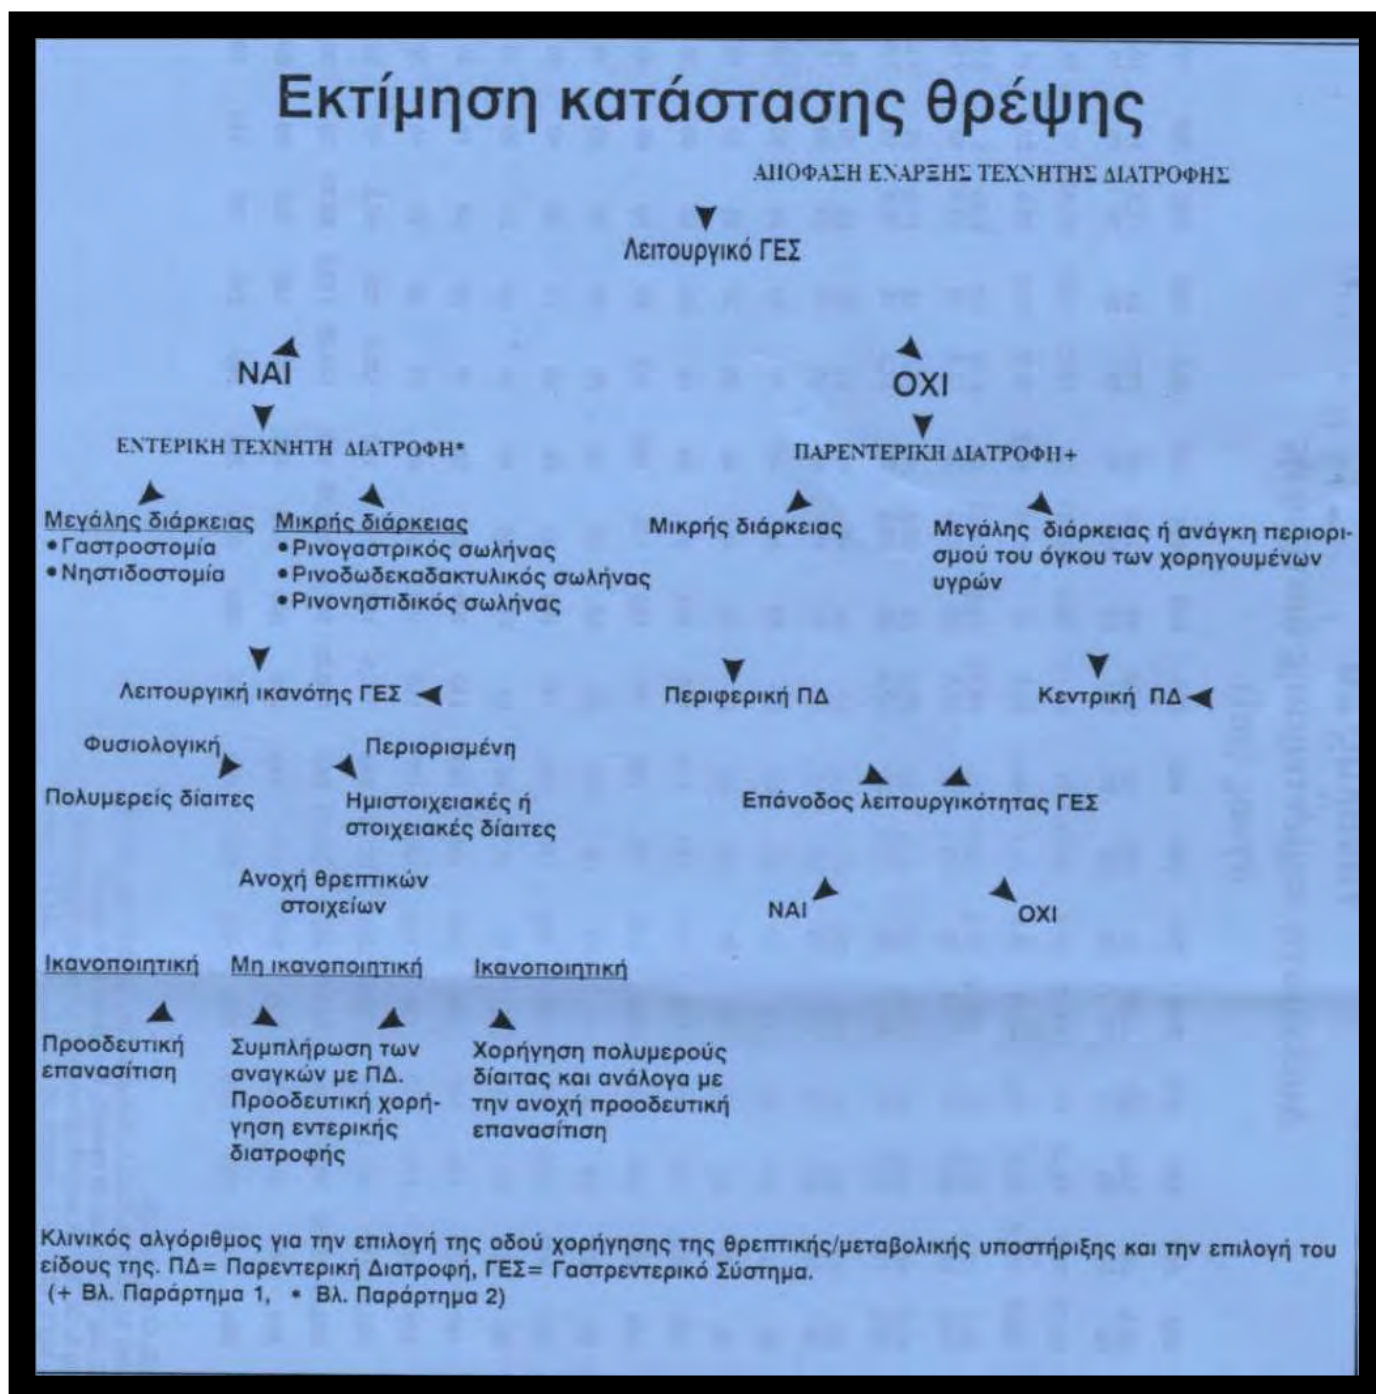 Εκτίμηση κατάστασης θρέψης
ΑΠΟΦΑΣΗ ΕΝΑΡΞΗΣ ΤΕΧΝΗΤΗΣ ΔΙΑΤΡΟΦΗΣ
Λειτουργικό ΓΕΣ
ΝΑΙ
ΟΧΙ
ΕΝΤΕΡΙΚΗ ΤΕΧΝΗΤΗ ΔΙΑΤΡΟΦΗ*
ΠΑΡΕΝΤΕΡΙΚΗ ΔΙΑΤΡΟΦΗ+
Μεγάλης διάρκειας
• Γαστροστομία
• Νηστιδοστομία
Μικρής διάρκειας
• Ρινογαστρικός σωλήνας
• Ρινοδωδεκαδακτυλικός σωλήνας
• Ρινονηστιδικός σωλήνας
Μικρής διάρκειας
Μεγάλης διάρκειας ή ανάγκη περιορι-
σμού του όγκου των χορηγουμένων
υγρών
Λειτουργική ικανότης ΓΕΣ
Περιφερική ΠΔ
Κεντρική ΠΔ
Φυσιολογική
Περιορισμένη
Πολυμερείς δίαιτες
Ημιστοιχειακές ή
στοιχειακές δίαιτες
Επάνοδος λειτουργικότητας ΓΕΣ
Ανοχή θρεπτικών
στοιχείων
ΝΑΙ
ΟΧΙ
Ικανοποιητική
Μη ικανοποιητική
Ικανοποιητική
Προοδευτική
επανασίτιση
Συμπλήρωση των
αναγκών με ΠΔ.
Προοδευτική χορή-
γηση εντερικής
διατροφής
Χορήγηση πολυμερούς
δίαιτας και ανάλογα με
την ανοχή προοδευτική
επανασίτιση
Κλινικός αλγόριθμος για την επιλογή της οδού χορήγησης της θρεπτικής/μεταβολικής υποστήριξης και την επιλογή του
είδους της. ΠΔ= Παρεντερική Διατροφή, ΓΕΣ= Γαστρεντερικό Σύστημα.
(+ Βλ. Παράρτημα 1, * Βλ. Παράρτημα 2)